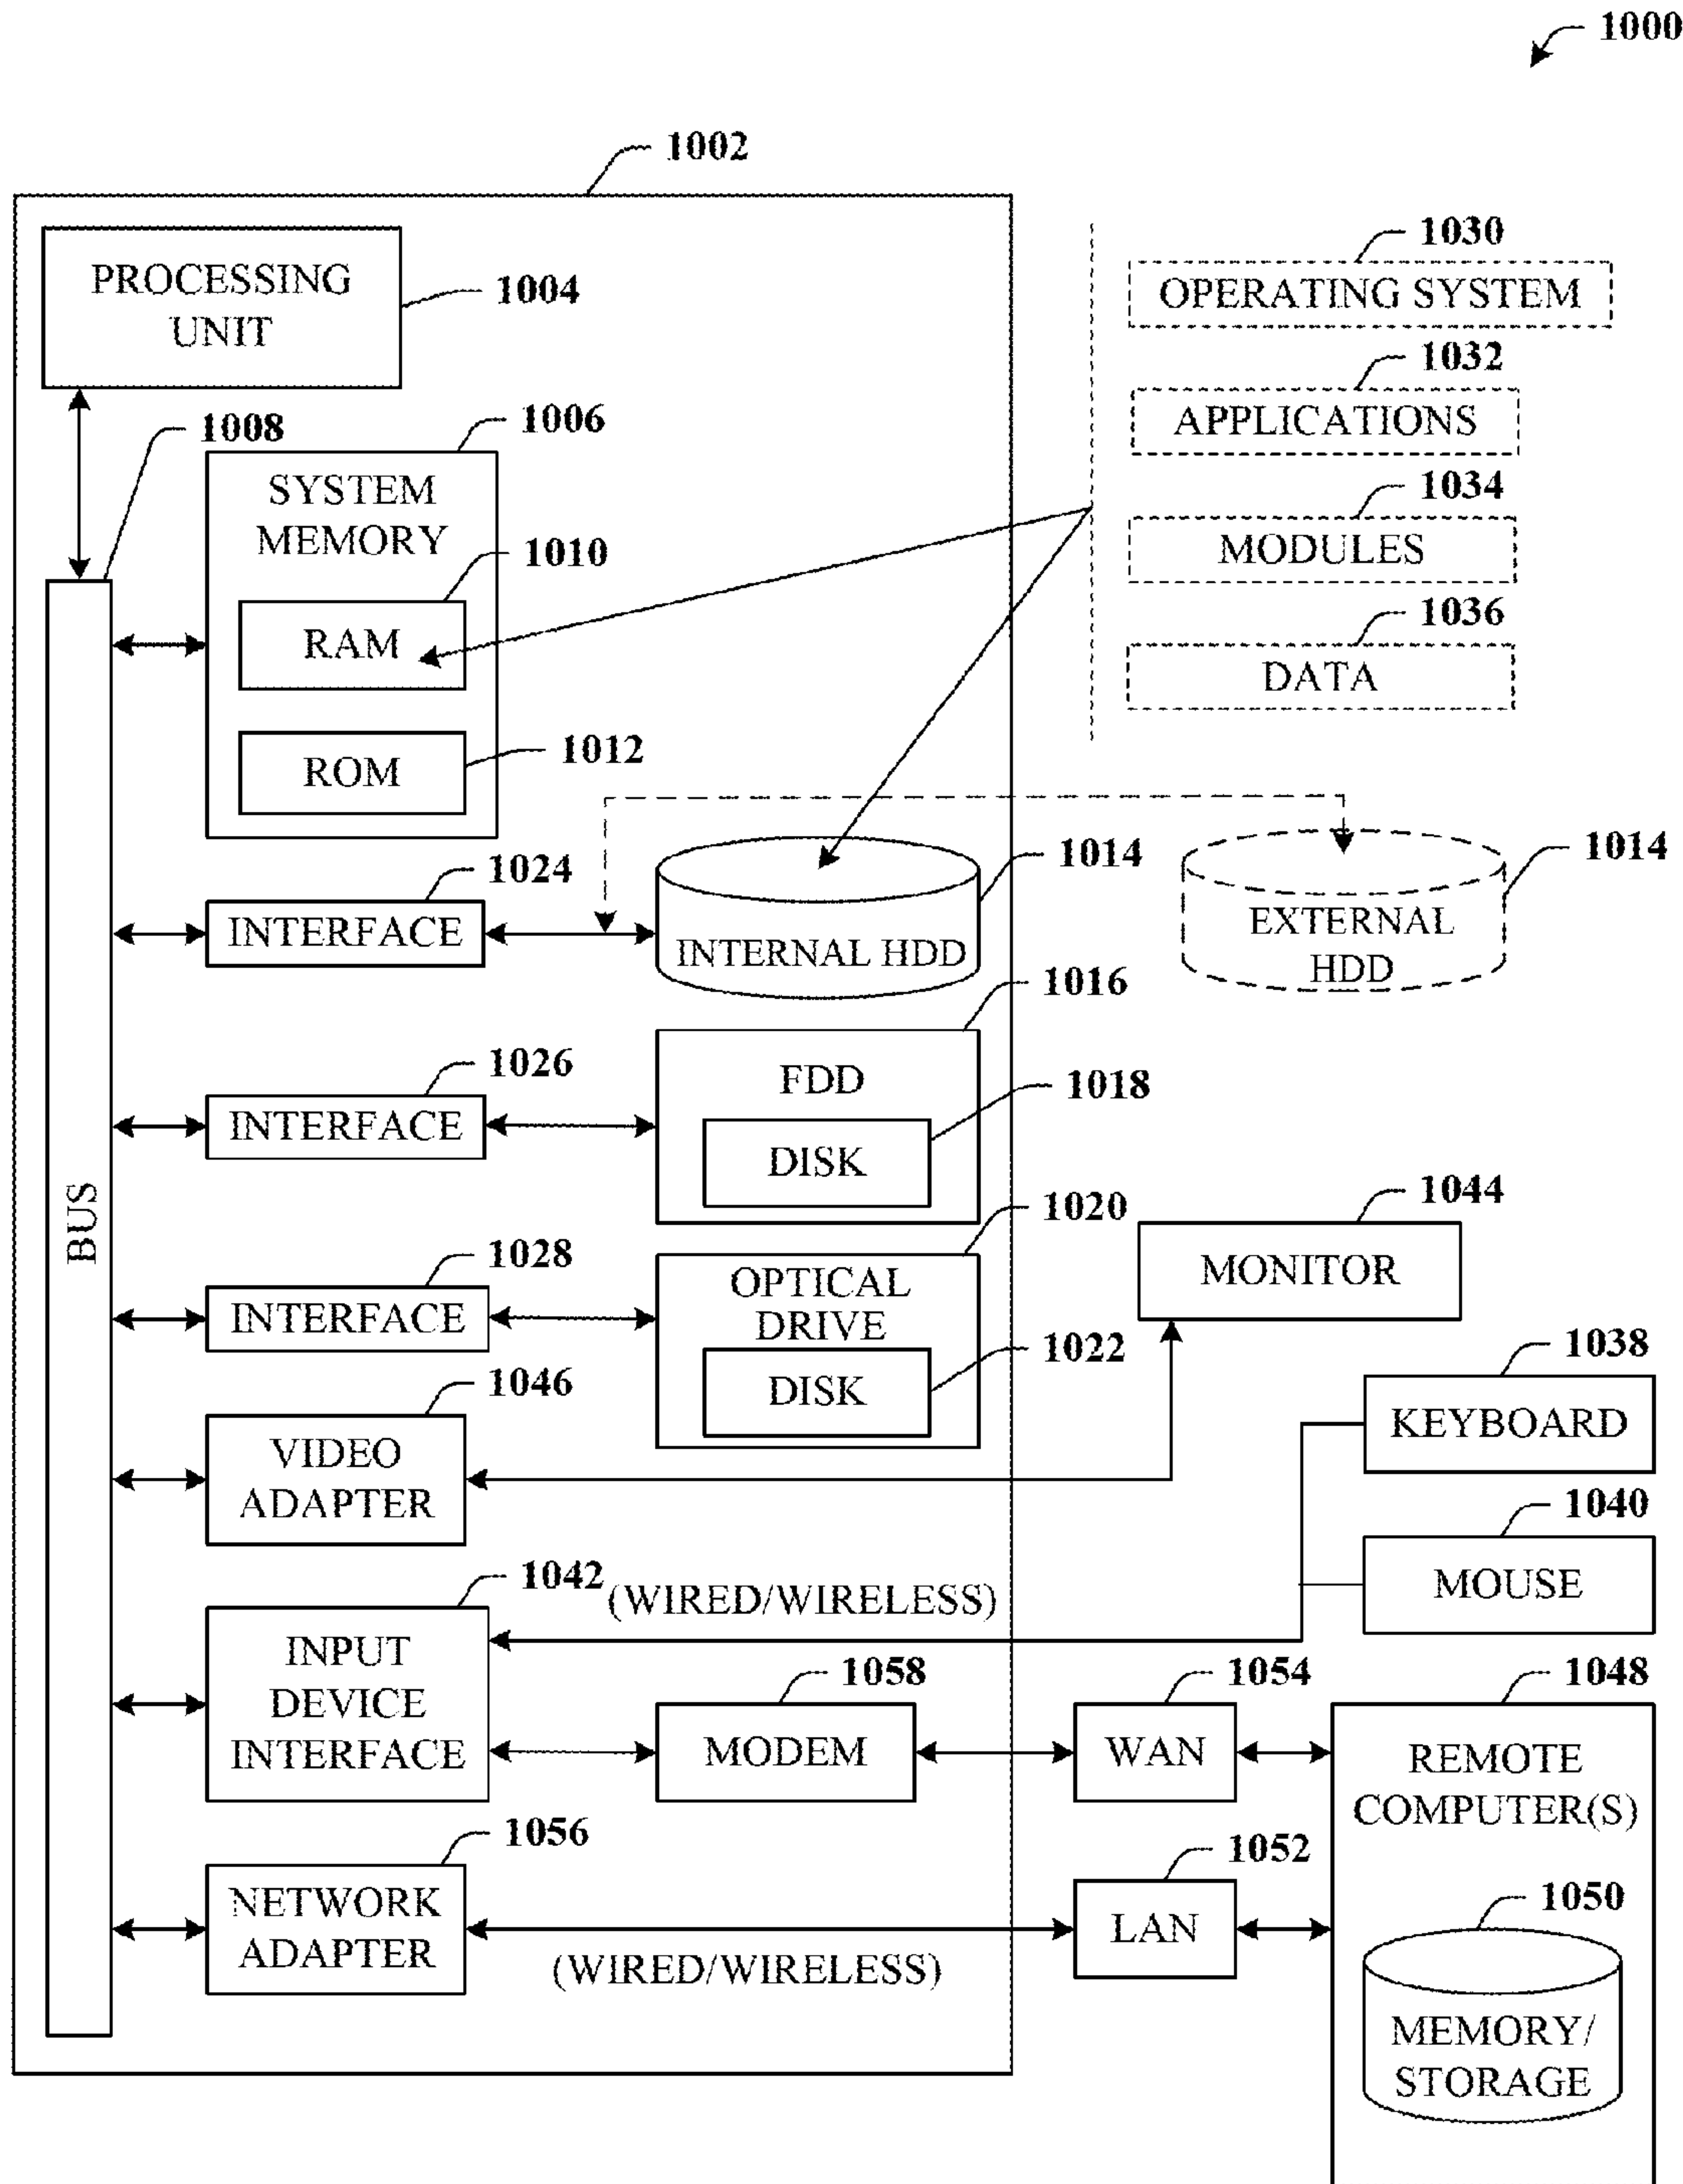 1000
1002
PROCESSING
UNIT
1004
1030
OPERATING SYSTEM
1032
APPLICATIONS
1034
MODULES
1036
DATA
1008
1006
SYSTEM
MEMORY
1010
RAM
1012
ROM
BUS
1024
INTERFACE
1014
INTERNAL HDD
1014
EXTERNAL
HDD
1016
FDD
1018
DISK
1026
INTERFACE
1020
OPTICAL
DRIVE
1022
DISK
1028
INTERFACE
1044
MONITOR
1046
VIDEO
ADAPTER
1038
KEYBOARD
1040
MOUSE
1042
(WIRED/WIRELESS)
INPUT
DEVICE
INTERFACE
1058
MODEM
1054
WAN
1048
REMOTE
COMPUTER(S)
1056
NETWORK
ADAPTER
(WIRED/WIRELESS)
1052
LAN
1050
MEMORY/
STORAGE